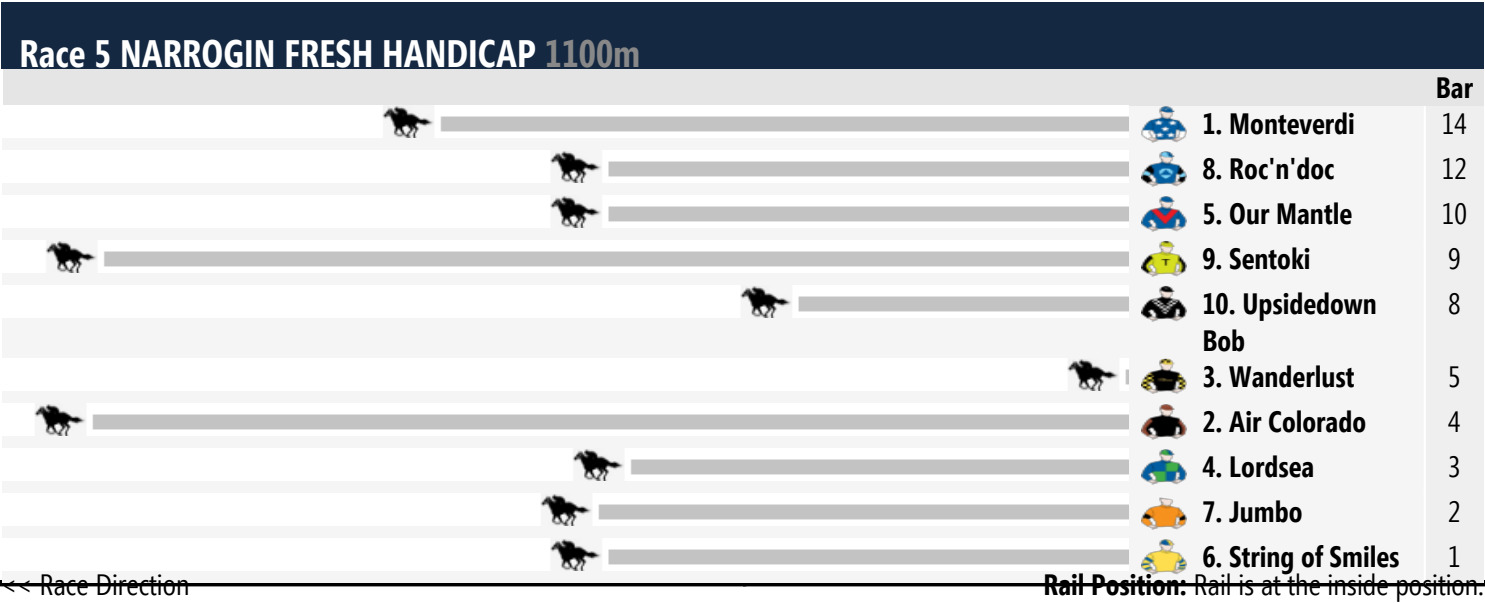 Race 5 NARROGIN FRESH HANDICAP 1100m
Bar
1. Monteverdi 14
8. Roc'n'doc 12
5. Our Mantle 10
T
9. Sentoki 9
10. Upsidedown 8
Bob
3. Wanderlust 5
2. Air Colorado 4
4. Lordsea 3
7. Jumbo 2
6. String of Smiles 1
<< Race Direction Rail Position: Rail is at the inside position.